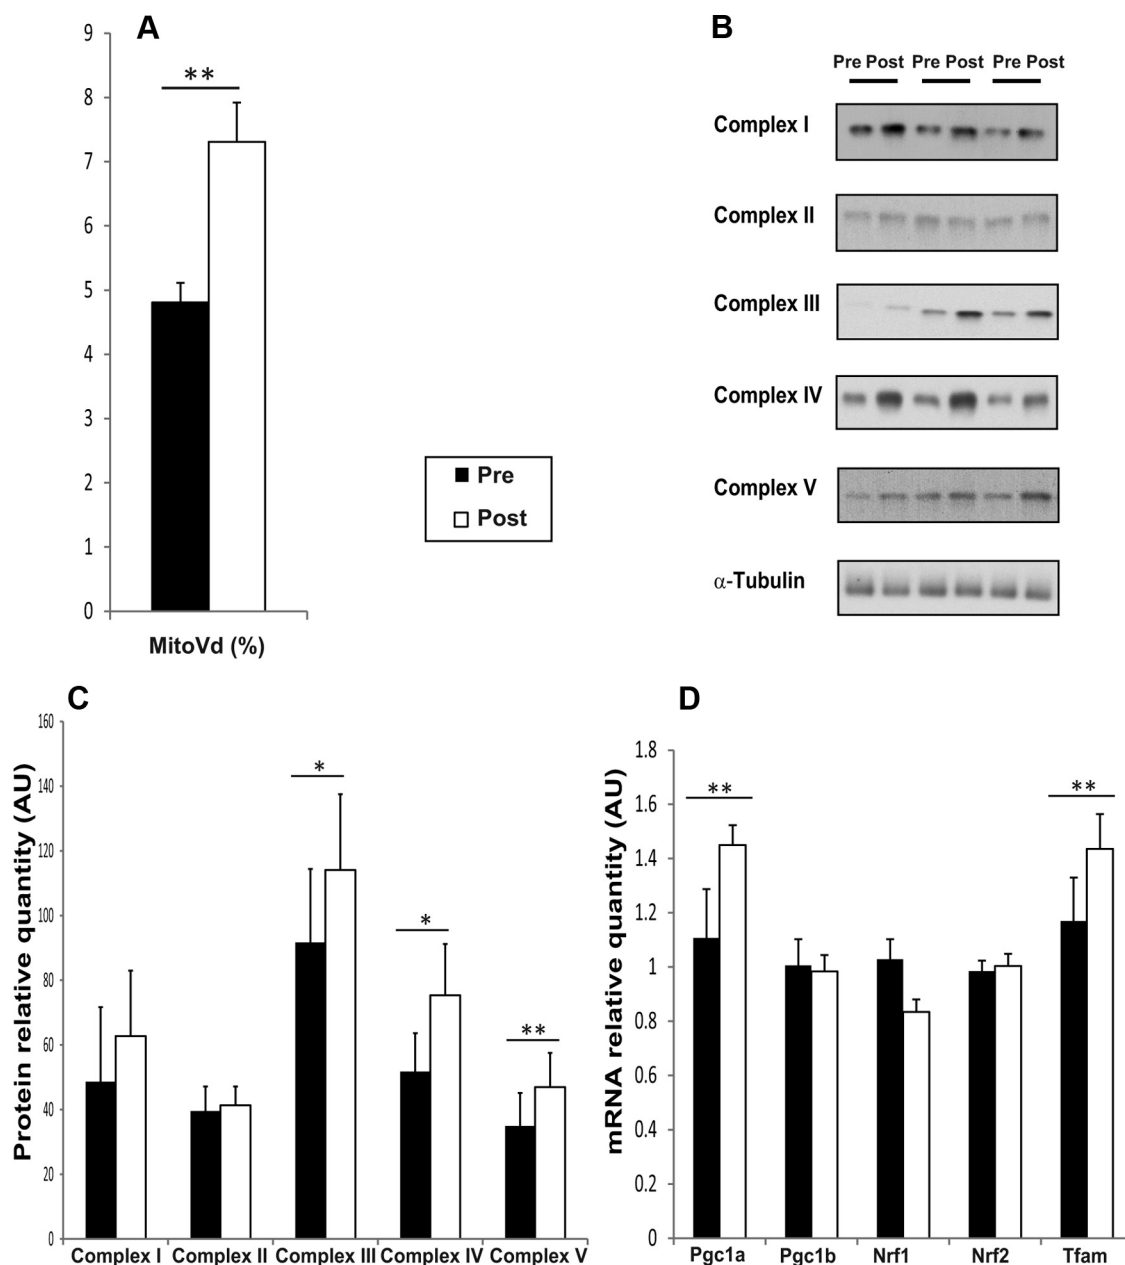 A
9
8
7
6
5
4
3
2
1
0
**
MitoVd (%)
Pre
Post
B
Pre Post Pre Post Pre Post
Complex I
Complex II
Complex III
Complex IV
Complex V
α-Tubulin
C
Protein relative quantity (AU)
160
140
120
100
80
60
40
20
0
*
*
**
Complex I Complex II Complex III Complex IV Complex V
D
mRNA relative quantity (AU)
1.8
1.6
1.4
1.2
1
0.8
0.6
0.4
0.2
0
**
**
Pgc1a Pgc1b Nrf1 Nrf2 Tfam